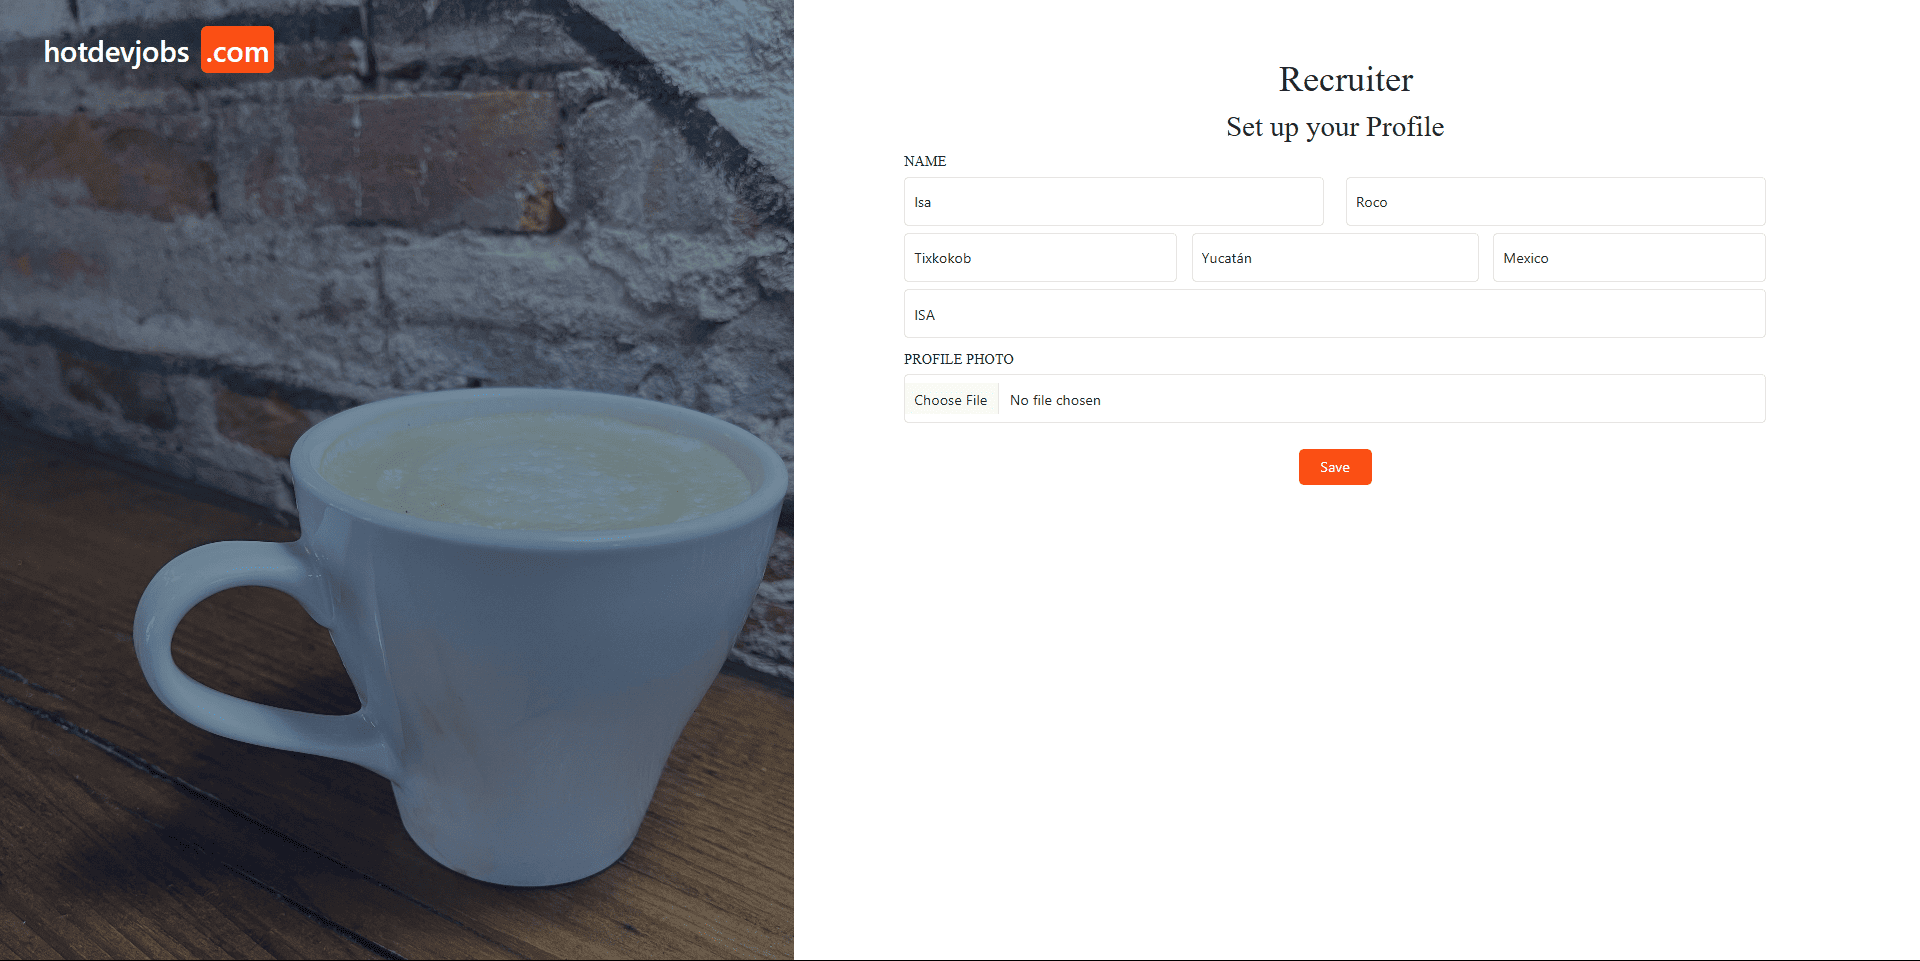 hotdevjobs .com
Recruiter
Set up your Profile
NAME
Isa Roco
Tixkokob Yucatán Mexico
ISA
PROFILE PHOTO
Choose File No file chosen
Save